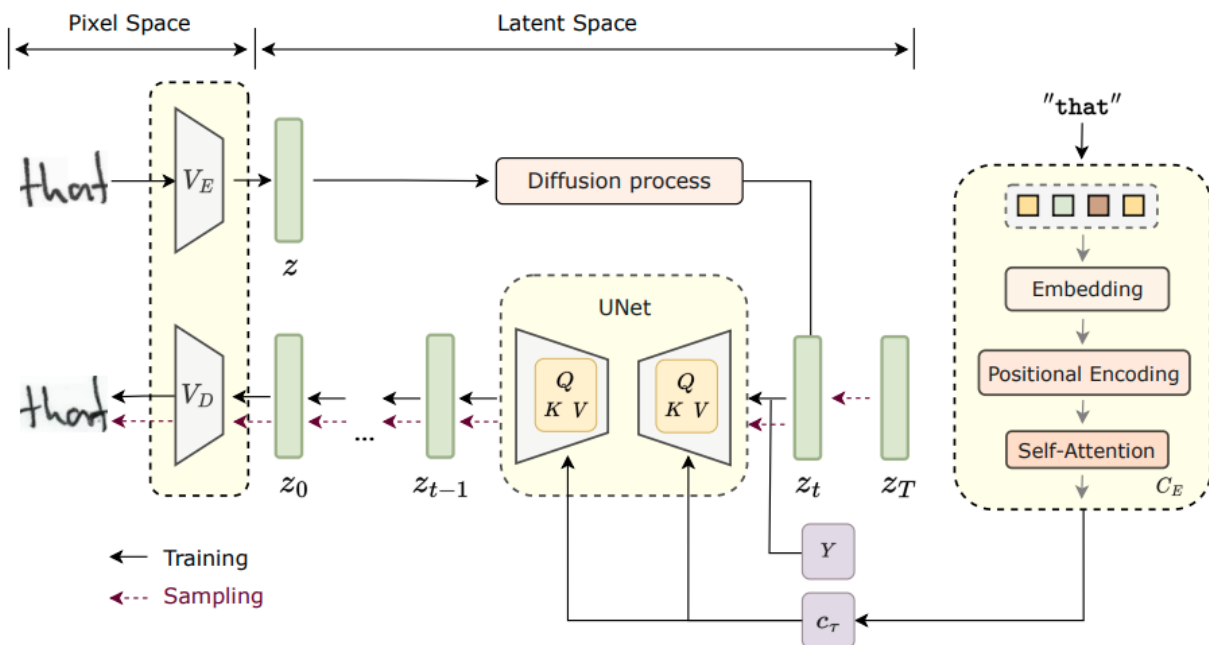 Pixel Space Latent Space
"that"
that V_E z Diffusion process
Embedding
UNet
Positional Encoding
Q K V Q K V
that V_D z_0 ... z_{t-1} z_t z_T
Self-Attention
C_E
Training
Sampling
Y
c_τ